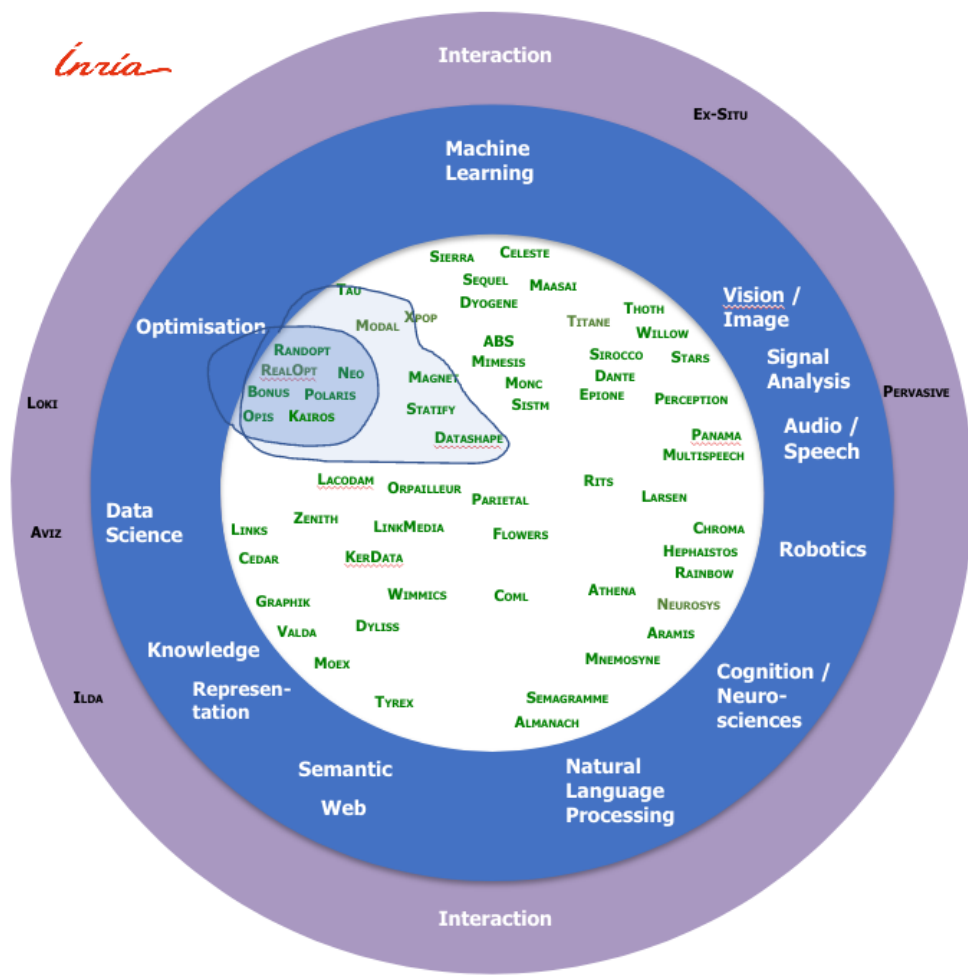 Inria
Interaction
Ex-Situ
Machine
Learning
Sierra
Celeste
Sequel
Maasai
Dyogene
Tau
Modal
Xpop
Titane
Thoth
Willow
Vision /
Image
Optimisation
Randopt
RealOpt
Neo
Bonus
Polaris
Opis
Kairos
Magnet
Statify
Datashape
ABS
Mimesis
Monc
Sistm
Sirocco
Dante
Epione
Stars
Perception
Signal
Analysis
Pervasive
Loki
Panama
Multispeech
Audio /
Speech
Lacodam
Orpailleur
Parietal
Rits
Larsen
Data
Science
Aviz
Links
Zenith
LinkMedia
Flowers
Chroma
Cedar
KerData
Hephaistos
Rainbow
Robotics
Graphik
Wimmics
Coml
Athena
Neurosys
Valda
Dyliss
Aramis
Moex
Mnemosyne
Knowledge
Represen-
tation
Ilda
Tyrex
Semagramme
Almanach
Cognition /
Neuro-
sciences
Semantic
Web
Natural
Language
Processing
Interaction